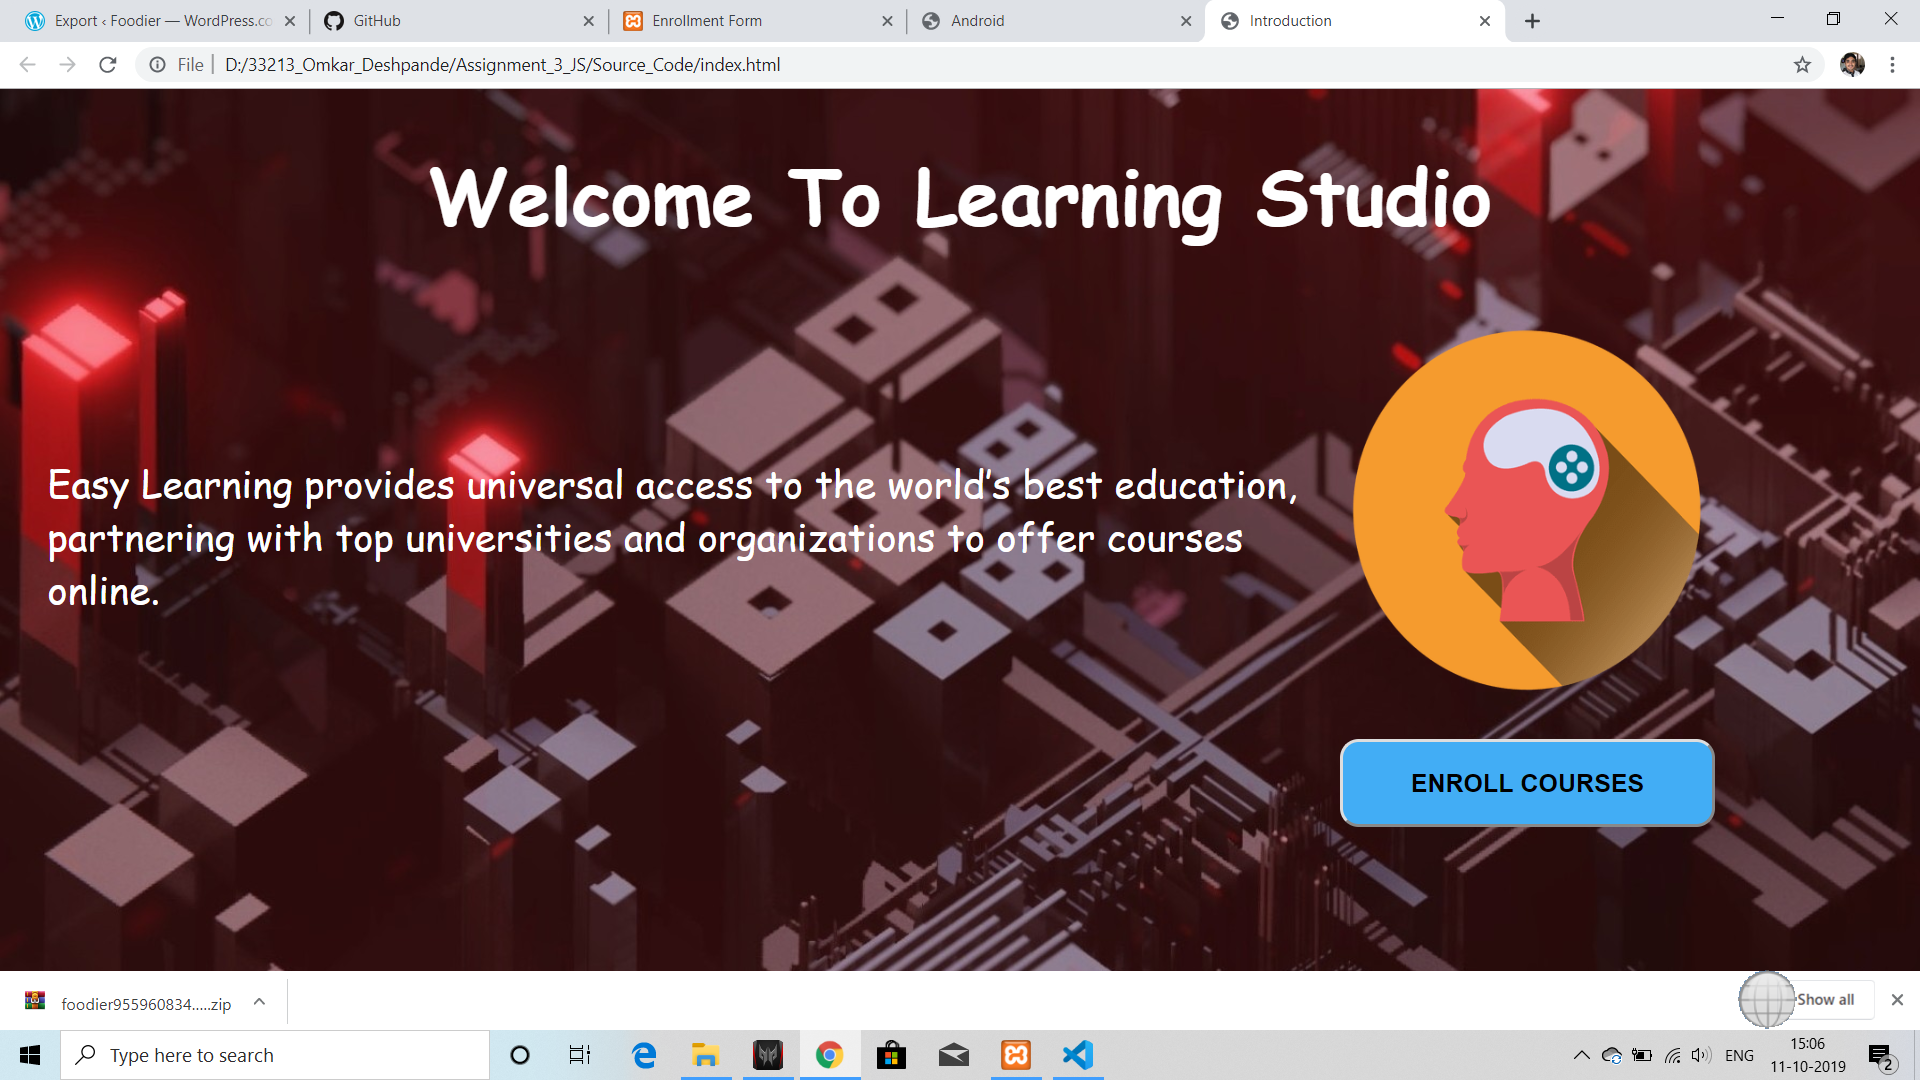 Export ‹ Foodier — WordPress.co
GitHub
Enrollment Form
Android
Introduction
File
D:/33213_Omkar_Deshpande/Assignment_3_JS/Source_Code/index.html
Welcome To Learning Studio
Easy Learning provides universal access to the world's best education,
partnering with top universities and organizations to offer courses
online.
ENROLL COURSES
foodier955960834.....zip
Show all
Type here to search
ENG
15:06
11-10-2019
2